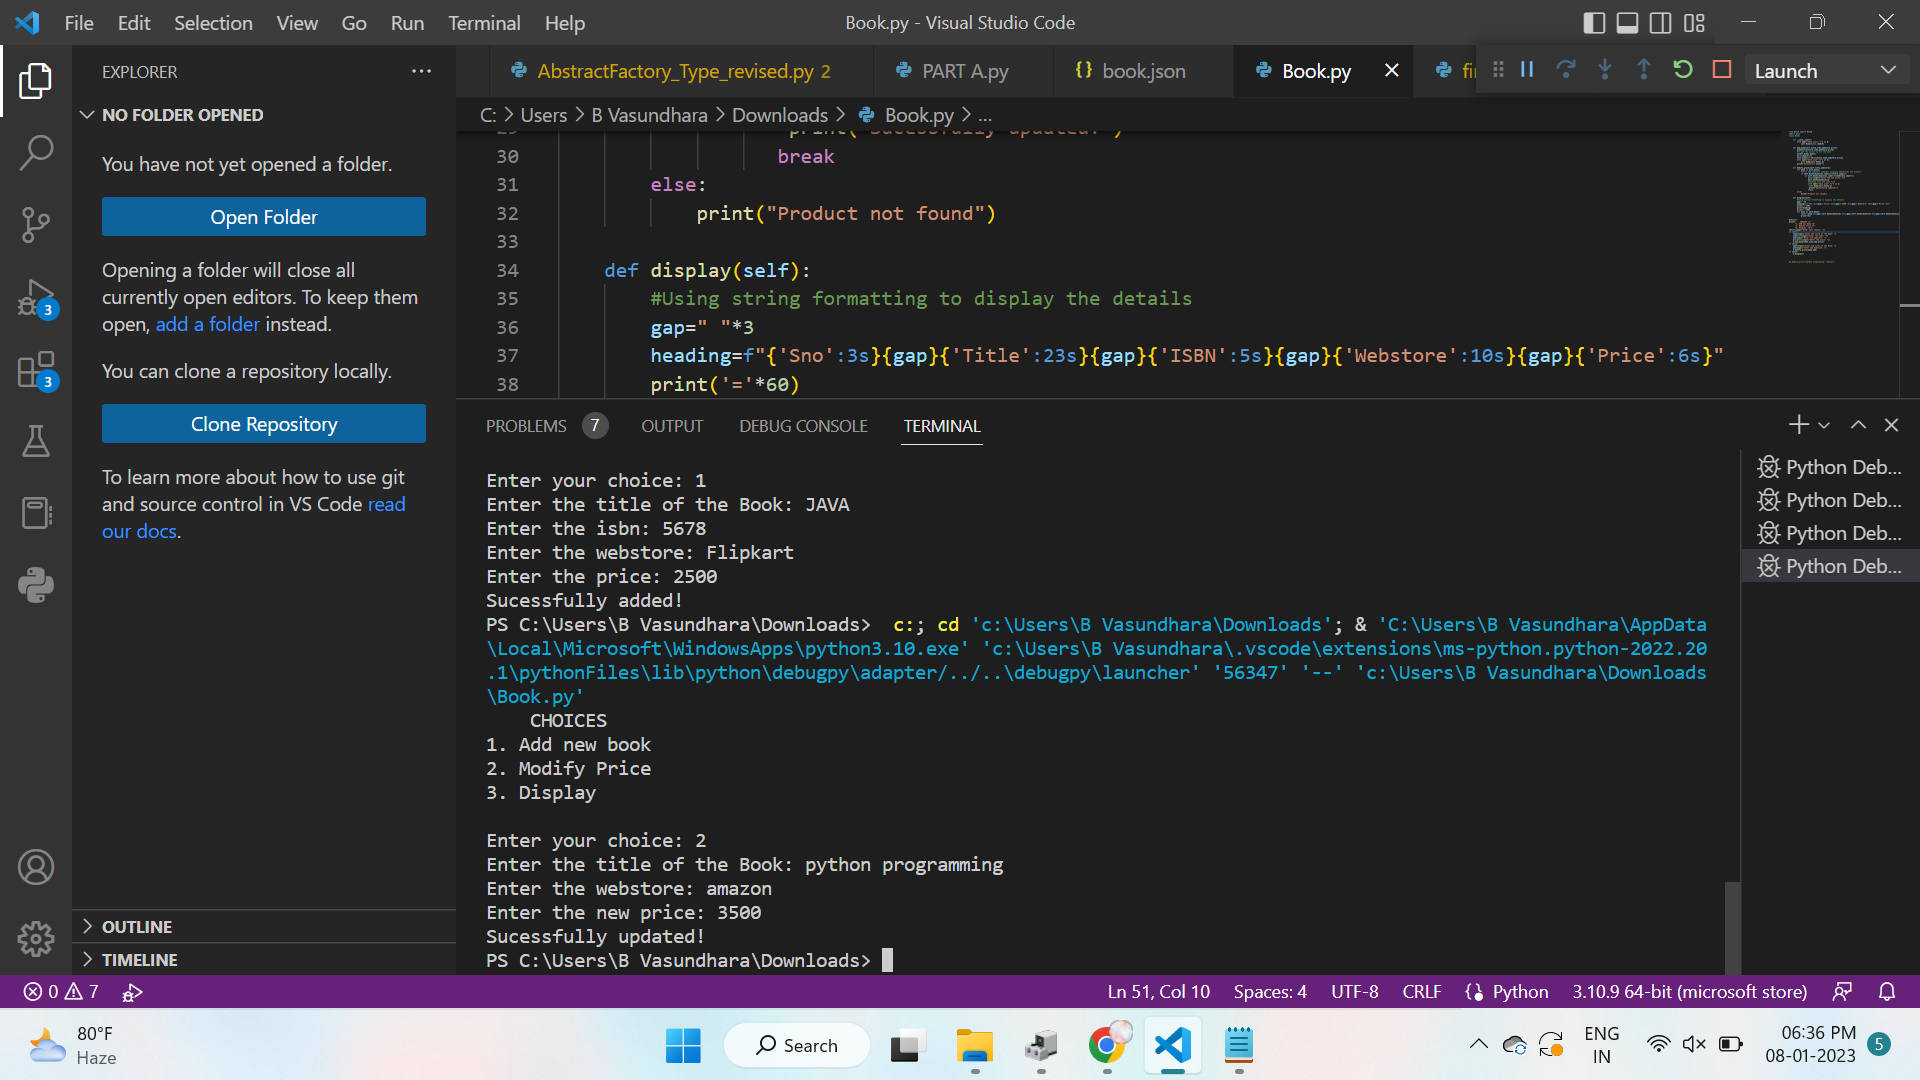 File Edit Selection View Go Run Terminal Help
Book.py - Visual Studio Code
EXPLORER
NO FOLDER OPENED
You have not yet opened a folder.
Open Folder
Opening a folder will close all
currently open editors. To keep them
open, add a folder instead.
You can clone a repository locally.
Clone Repository
To learn more about how to use git
and source control in VS Code read
our docs.
OUTLINE
TIMELINE
3
3
AbstractFactory_Type_revised.py 2
PART A.py
book.json
Book.py
Launch
C: > Users > B Vasundhara > Downloads > Book.py > ...
30 break
31 else:
32 print("Product not found")
33
34 def display(self):
35 #Using string formatting to display the details
36 gap=" "*3
37 heading=f"{'Sno':3s}{gap}{'Title':23s}{gap}{'ISBN':5s}{gap}{'Webstore':10s}{gap}{'Price':6s}"
38 print('='*60)
PROBLEMS 7 OUTPUT DEBUG CONSOLE TERMINAL
Enter your choice: 1
Enter the title of the Book: JAVA
Enter the isbn: 5678
Enter the webstore: Flipkart
Enter the price: 2500
Sucessfully added!
PS C:\Users\B Vasundhara\Downloads>  c:; cd 'c:\Users\B Vasundhara\Downloads'; & 'C:\Users\B Vasundhara\AppData
\Local\Microsoft\WindowsApps\python3.10.exe' 'c:\Users\B Vasundhara\.vscode\extensions\ms-python.python-2022.20
.1\pythonFiles\lib\python\debugpy\adapter/../..\debugpy\launcher' '56347' '--' 'c:\Users\B Vasundhara\Downloads
\Book.py'
CHOICES
1. Add new book
2. Modify Price
3. Display
Enter your choice: 2
Enter the title of the Book: python programming
Enter the webstore: amazon
Enter the new price: 3500
Sucessfully updated!
PS C:\Users\B Vasundhara\Downloads>
Python Deb...
Python Deb...
Python Deb...
Python Deb...
0 7
Ln 51, Col 10 Spaces: 4 UTF-8 CRLF Python 3.10.9 64-bit (microsoft store)
80°F
Haze
Search
ENG
IN
06:36 PM
08-01-2023
5